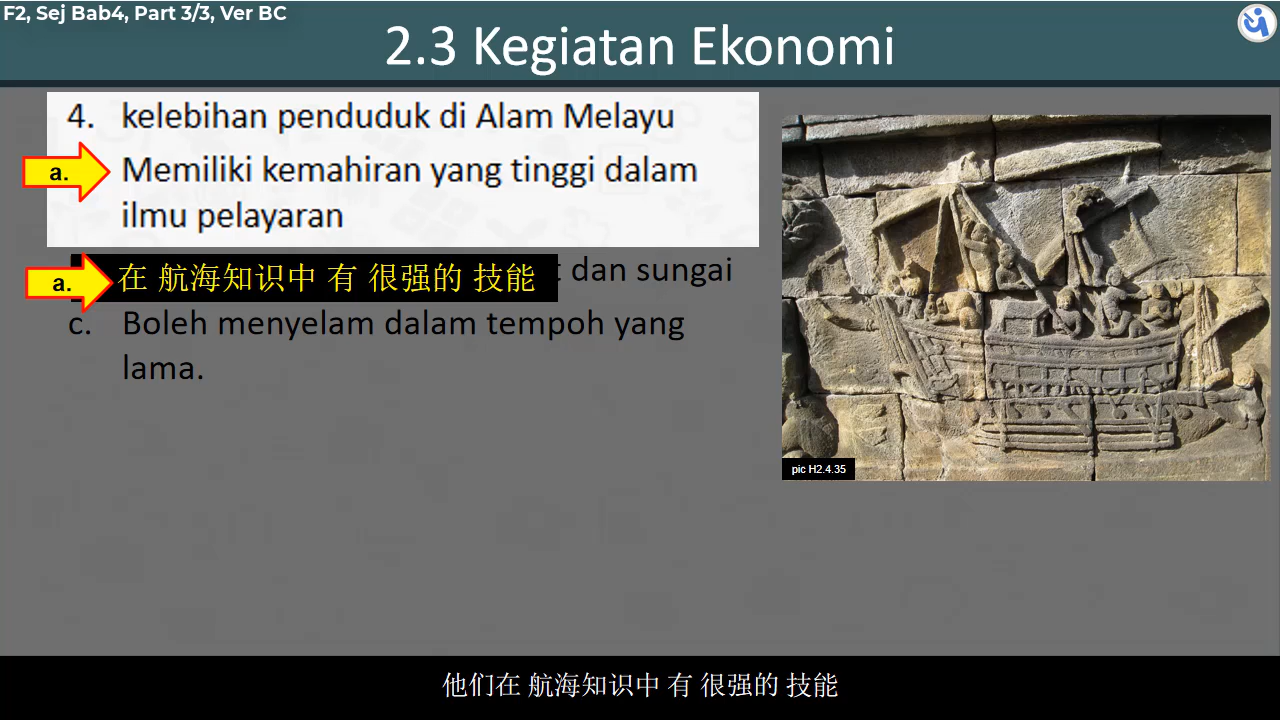 F2, Sej Bab4, Part 3/3, Ver BC
2.3 Kegiatan Ekonomi
4. kelebihan penduduk di Alam Melayu
a. Memiliki kemahiran yang tinggi dalam
ilmu pelayaran
a. 在 航海知识中 有 很强的 技能
dan sungai
c. Boleh menyelam dalam tempoh yang
lama.
pic H2.4.35
他们在 航海知识中 有 很强的 技能